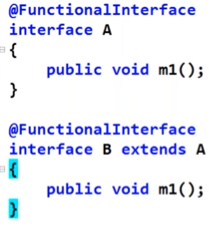 @FunctionalInterface
interface A
{
public void m1();
}
@FunctionalInterface
interface B extends A
{
public void m1();
}